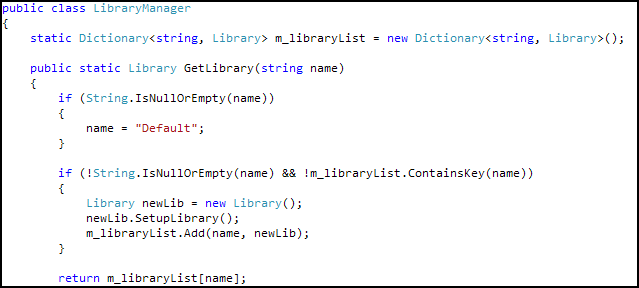 public class LibraryManager
{
    static Dictionary<string, Library> m_libraryList = new Dictionary<string, Library>();

    public static Library GetLibrary(string name)
    {
        if (String.IsNullOrEmpty(name))
        {
            name = "Default";
        }

        if (!String.IsNullOrEmpty(name) && !m_libraryList.ContainsKey(name))
        {
            Library newLib = new Library();
            newLib.SetupLibrary();
            m_libraryList.Add(name, newLib);
        }

        return m_libraryList[name];